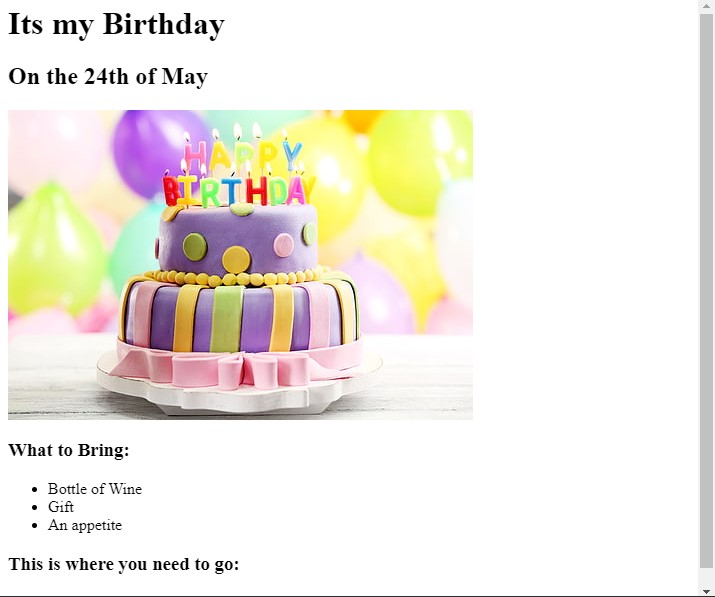 Its my Birthday
On the 24th of May
HAPPY
BIRTHDAY
What to Bring:
Bottle of Wine
Gift
An appetite
This is where you need to go: